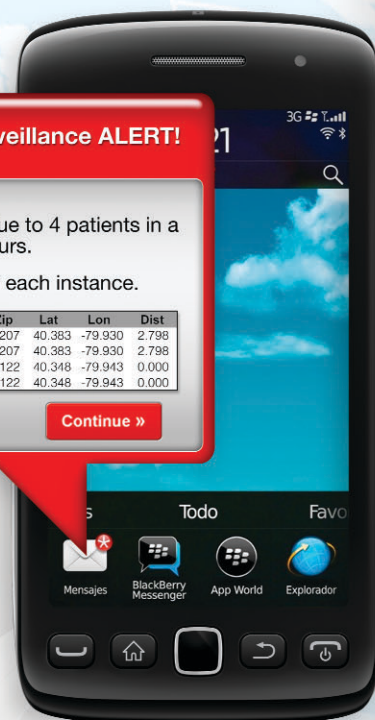 3G
21
veillance ALERT!
ue to 4 patients in a
urs.
each instance.
Zip Lat Lon Dist
207 40.383 -79.930 2.798
207 40.383 -79.930 2.798
122 40.348 -79.943 0.000
122 40.348 -79.943 0.000
Continue »
s Todo Favo
Mensajes BlackBerry Messenger App World Explorador